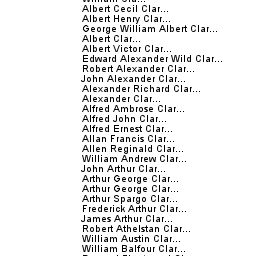 Albert Cecil Clar...
Albert Henry Clar...
George William Albert Clar...
Albert Clar...
Albert Victor Clar...
Edward Alexander Wild Clar...
Robert Alexander Clar...
John Alexander Clar...
Alexander Richard Clar...
Alexander Clar...
Alfred Ambrose Clar...
Alfred John Clar...
Alfred Ernest Clar...
Allan Francis Clar...
Allen Reginald Clar...
William Andrew Clar...
John Arthur Clar...
Arthur George Clar...
Arthur George Clar...
Arthur Spargo Clar...
Frederick Arthur Clar...
James Arthur Clar...
Robert Athelstan Clar...
William Austin Clar...
William Balfour Clar...